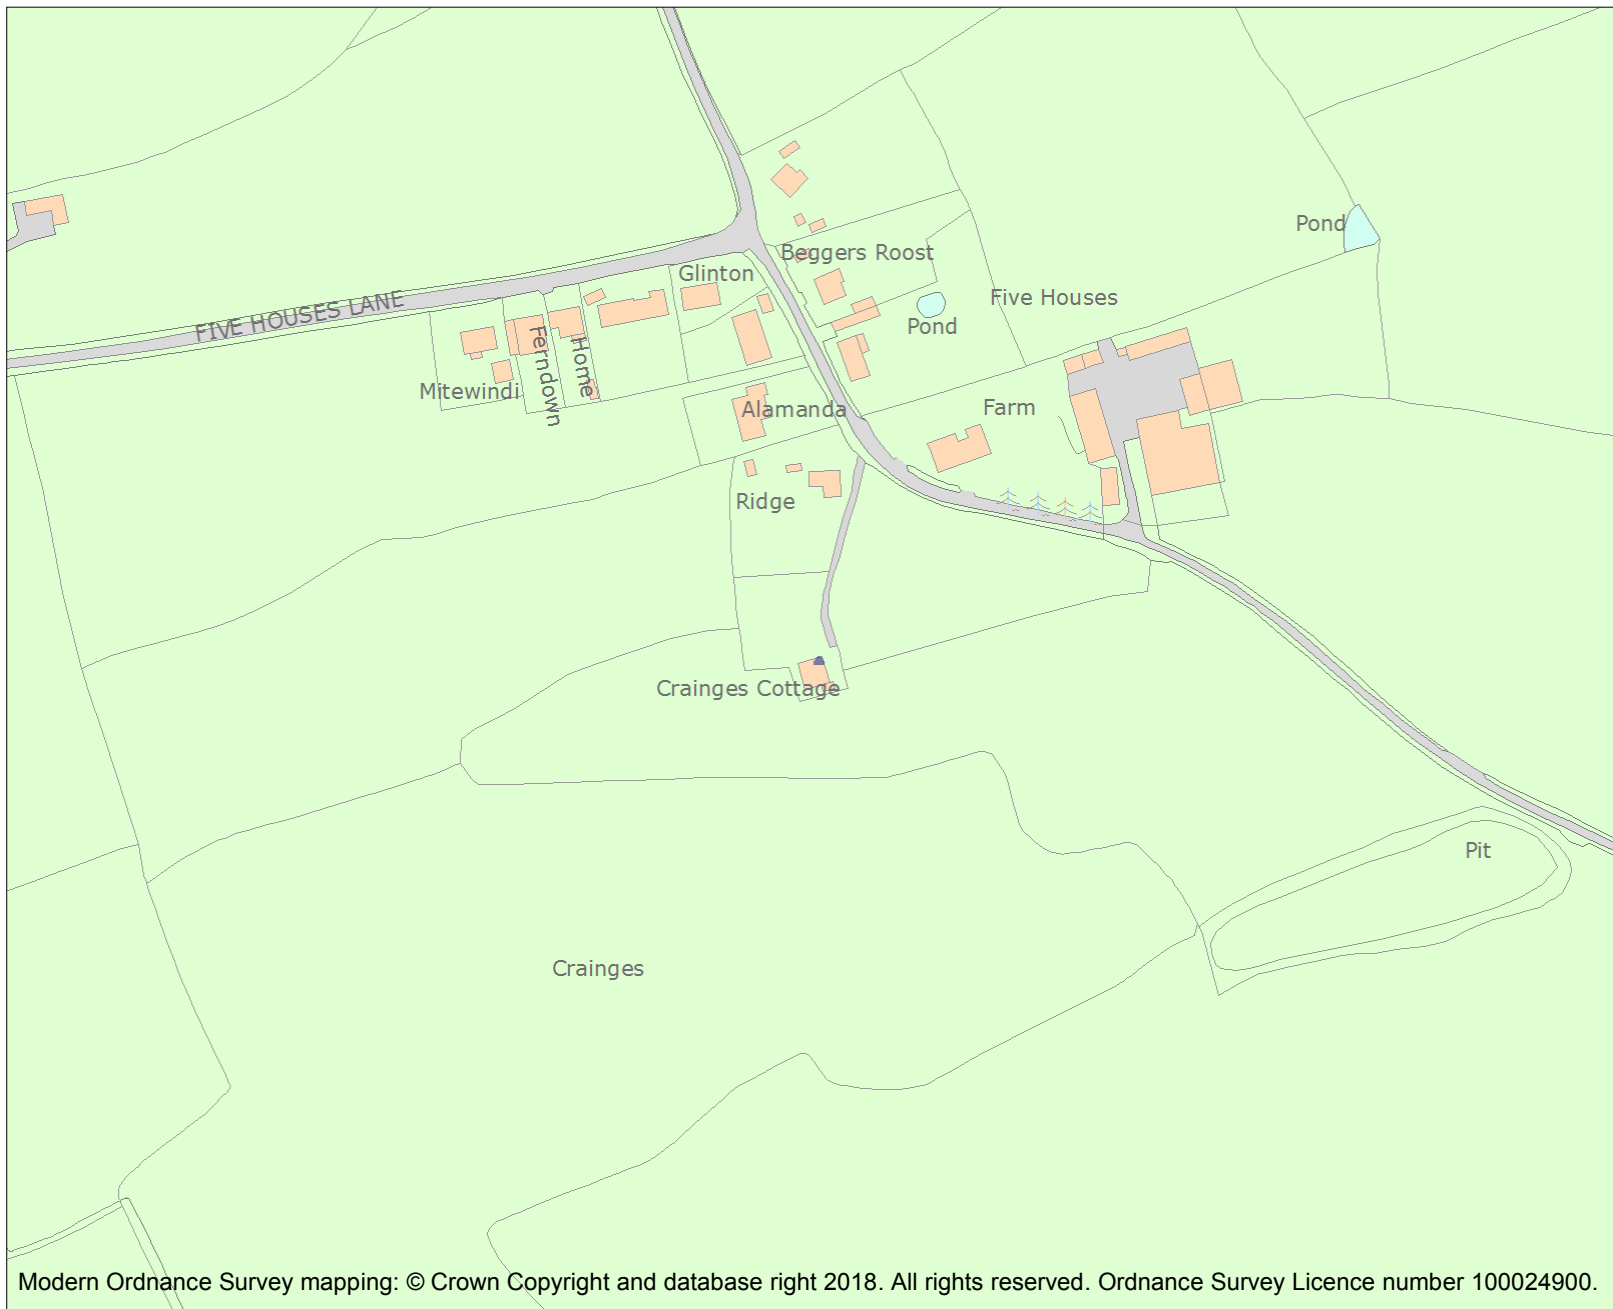 Pond
Beggers Roost
Glinton
Five Houses
FIVE HOUSES LANE
Pond
Ferndown
Home
Mitewindi
Alamanda
Farm
Ridge
Crainges Cottage
Pit
Crainges
Modern Ordnance Survey mapping: © Crown Copyright and database right 2018. All rights reserved. Ordnance Survey Licence number 100024900.